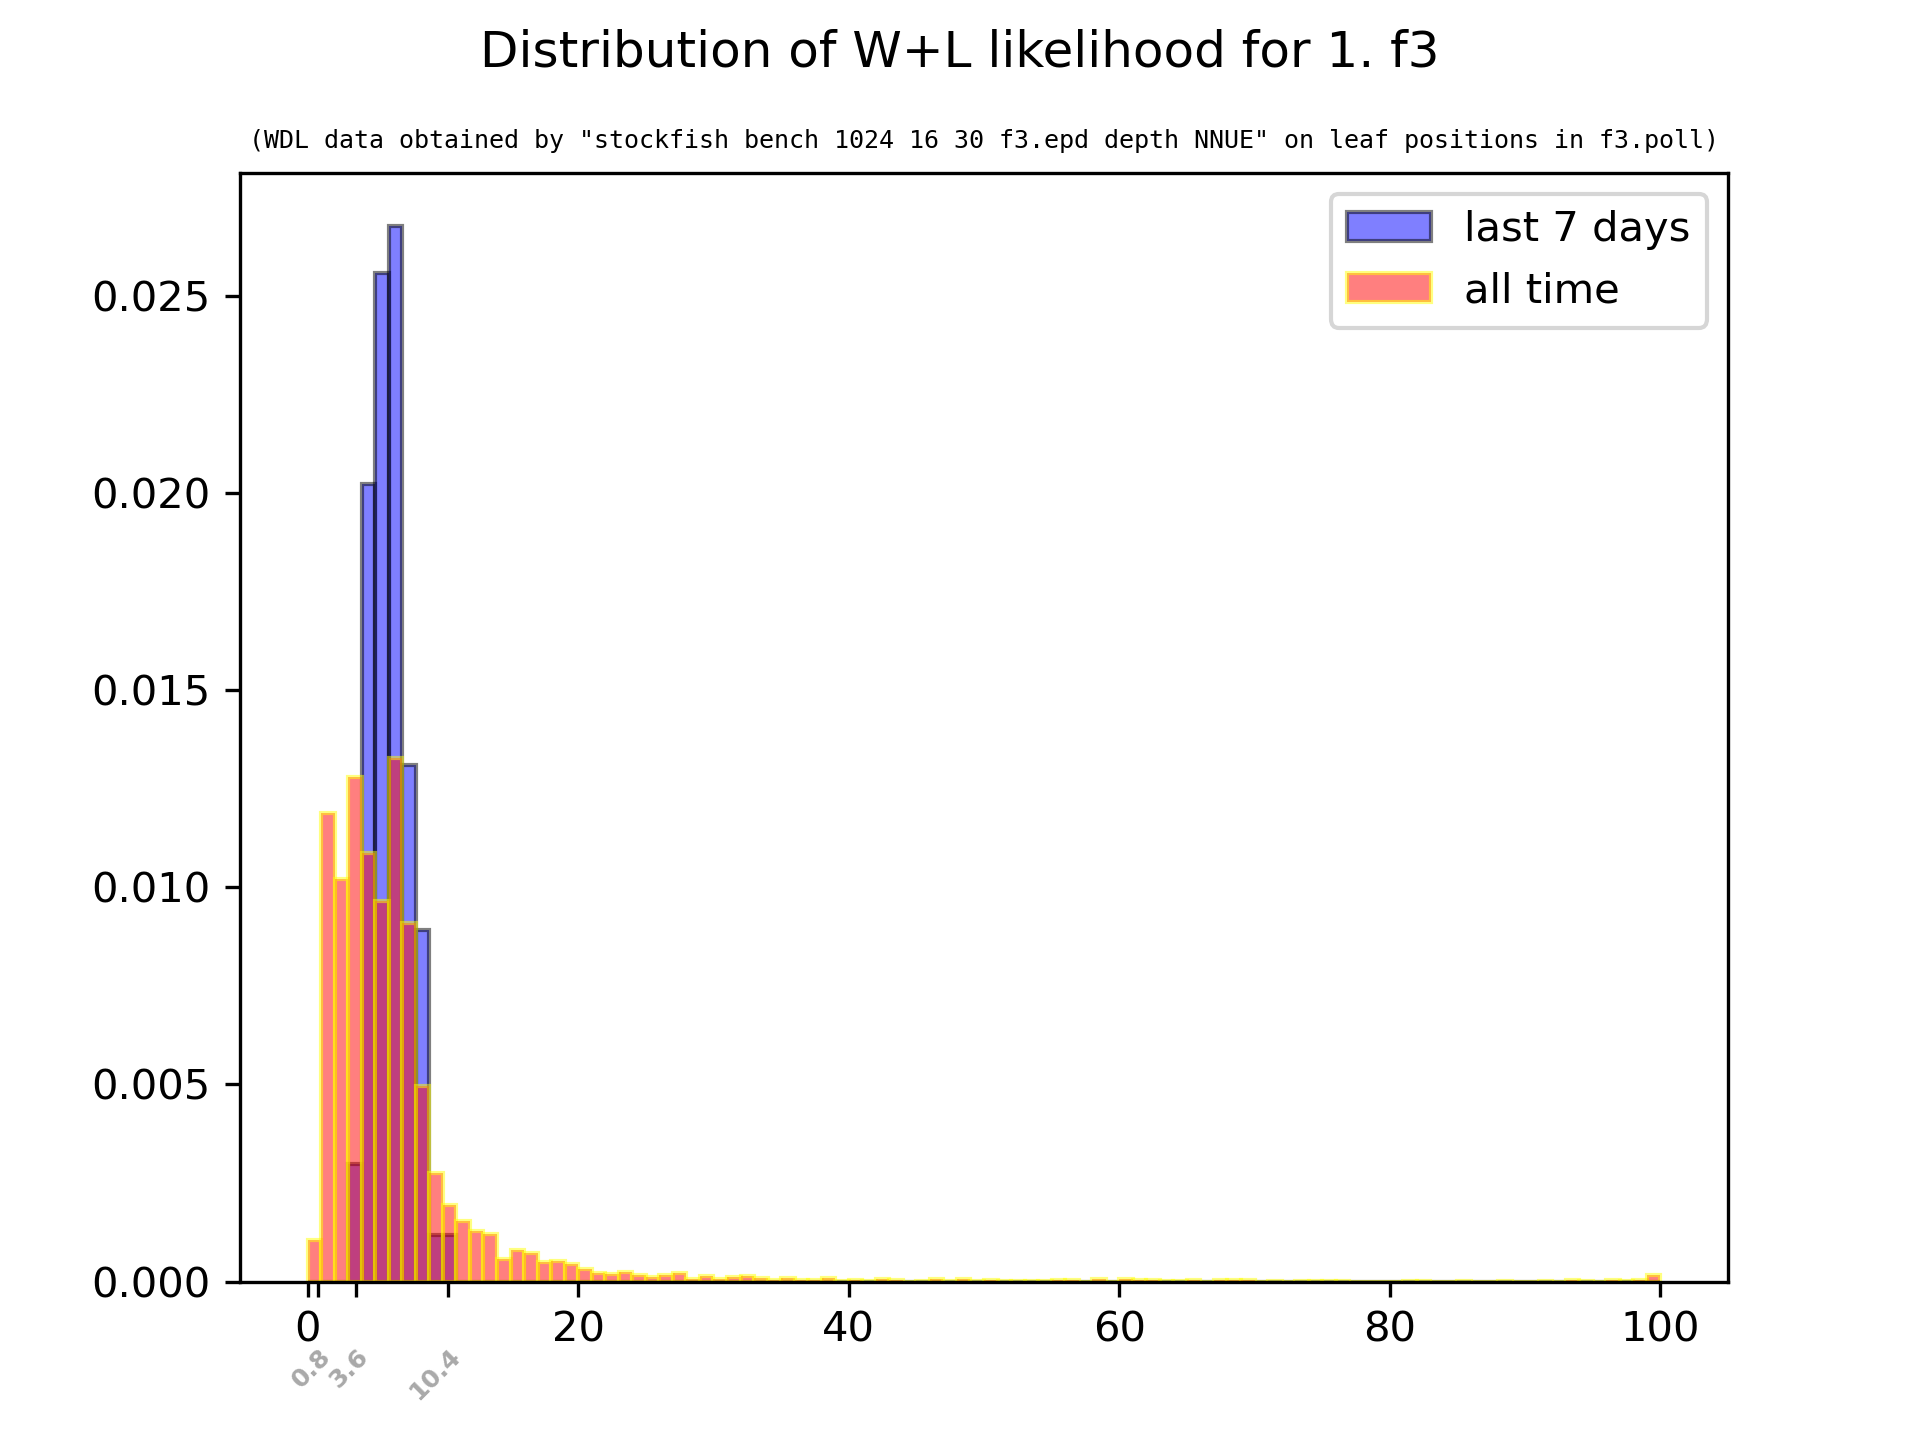 Distribution of W+L likelihood for 1. f3
(WDL data obtained by "stockfish bench 1024 16 30 f3.epd depth NNUE" on leaf positions in f3.poll)
last 7 days
all time
0.025
0.020
0.015
0.010
0.005
0.000
0 20 40 60 80 100
0.8 3.6 10.4